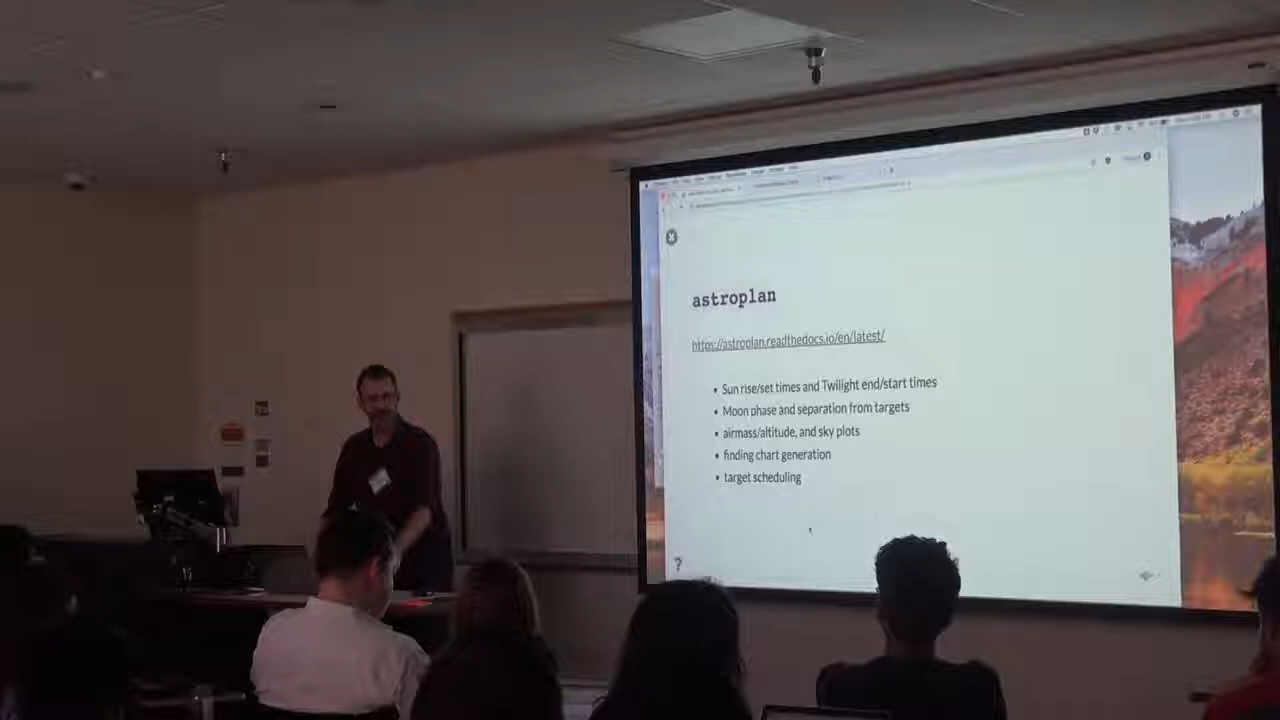 astroplan
https://astroplan.readthedocs.io/en/latest/
• Sun rise/set times and Twilight end/start times
• Moon phase and separation from targets
• airmass/altitude, and sky plots
• finding chart generation
• target scheduling
?